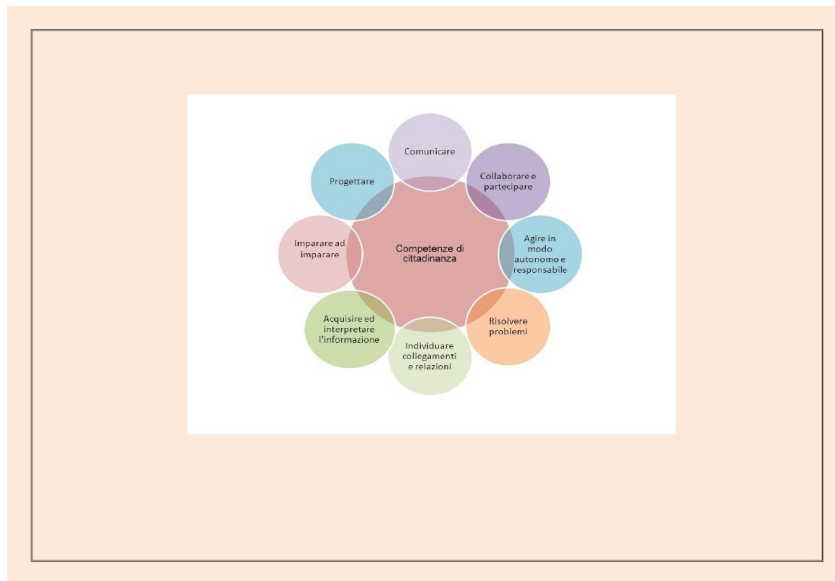 Comunicare
Collaborare e
partecipare
Agire in
modo
autonomo e
responsabile
Risolvere
problemi
Individuare
collegamenti
e relazioni
Acquisire ed
interpretare
l'informazione
Imparare ad
imparare
Progettare
Competenze di
cittadinanza